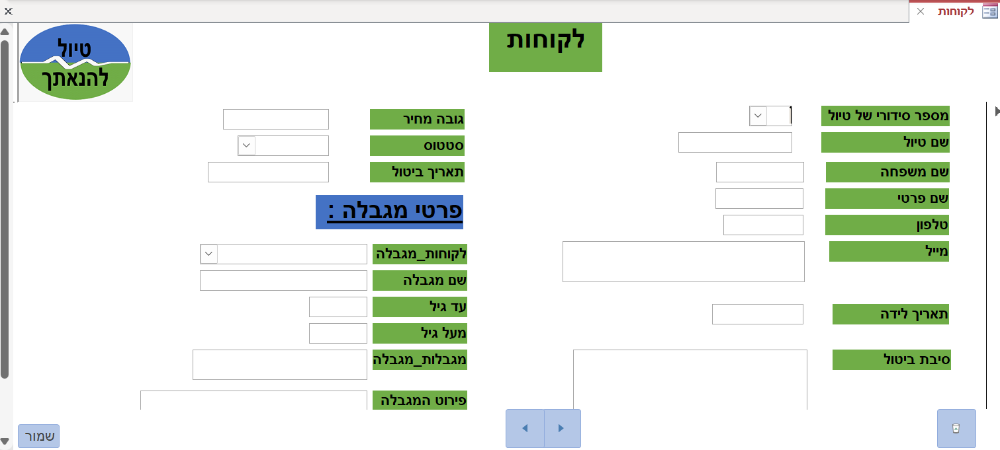 לקוחות
לקוחות
טיול
להנאתך
מספר סידורי של טיול
שם טיול
שם משפחה
שם פרטי
טלפון
מייל
תאריך לידה
סיבת ביטול
גובה מחיר
סטטוס
תאריך ביטול
פרטי מגבלה :
לקוחות_מגבלה
שם מגבלה
עד גיל
מעל גיל
מגבלות_מגבלה
פירוט המגבלה
שמור